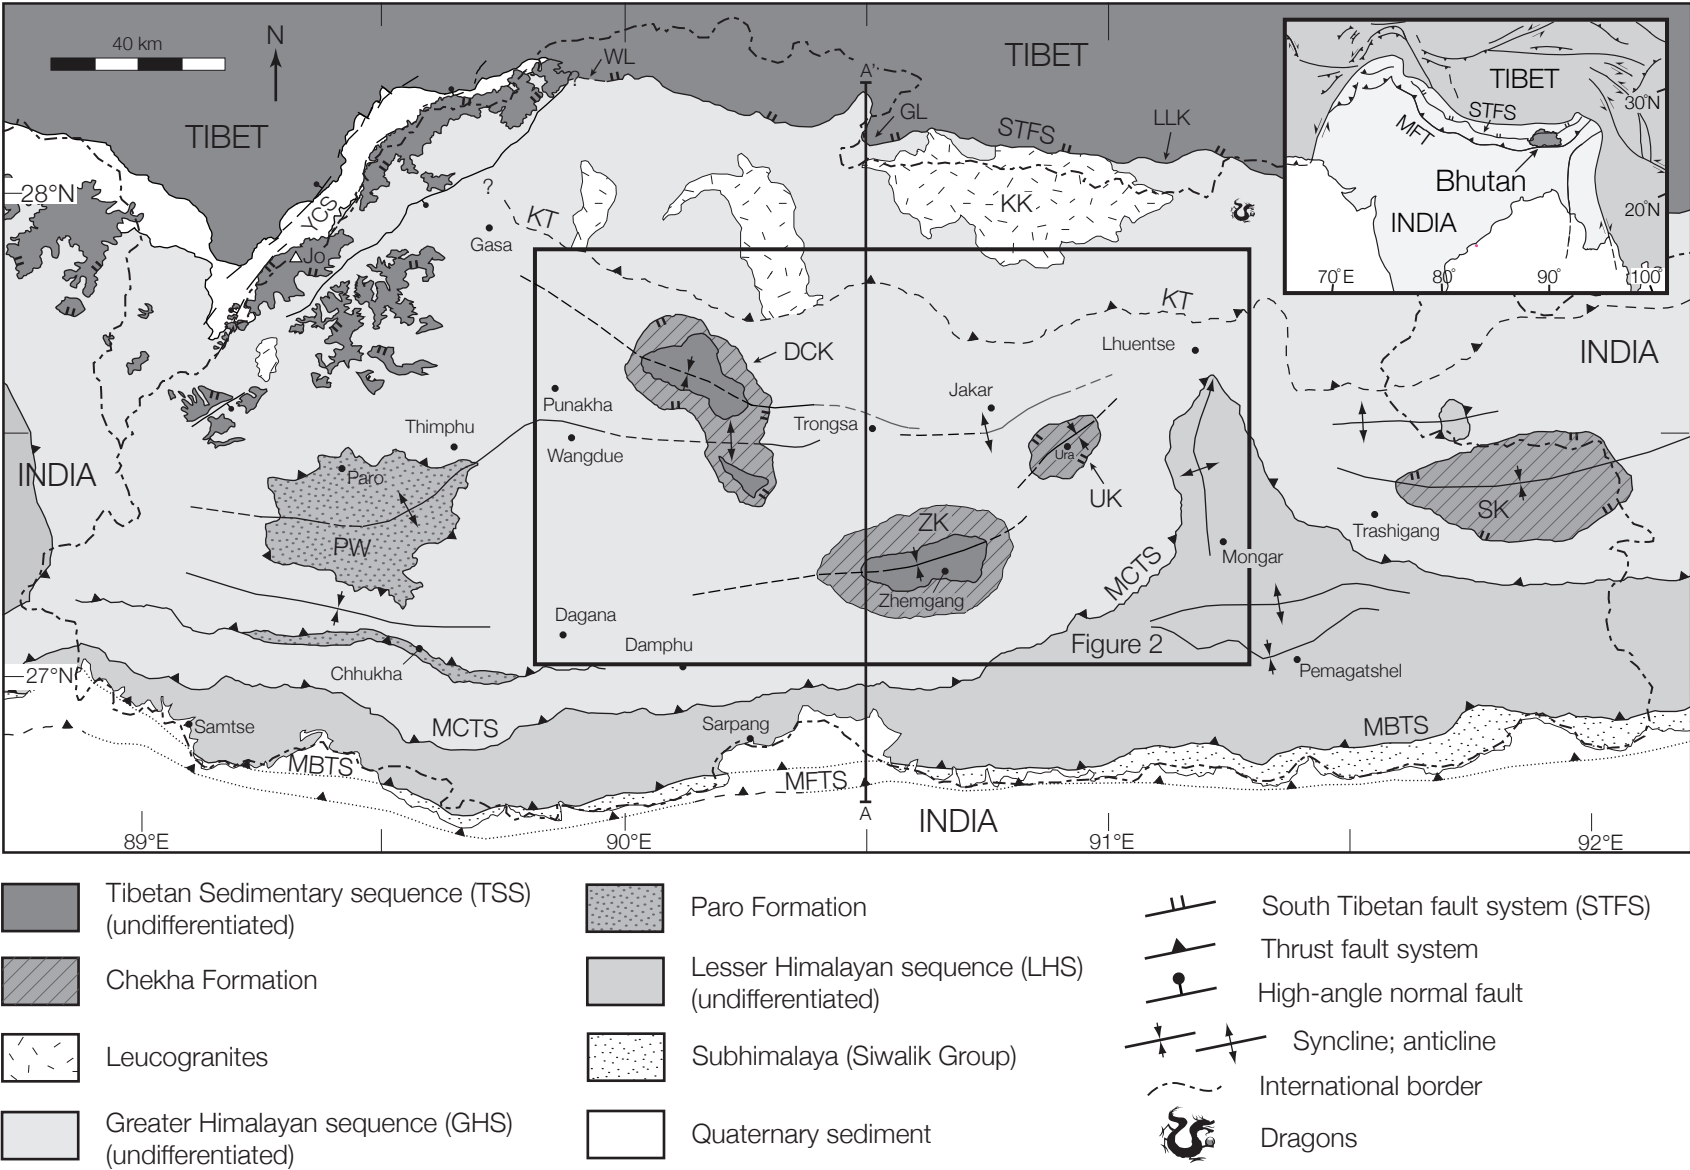 40 km
N
TIBET
WL
TIBET
A'
GL
STFS
LLK
TIBET
30°N
STFS
MFT
Bhutan
INDIA
20°N
70°E
80°
90°
100°
28°N
YCS
Jo
?
?
KT
Gasa
KK
KT
DCK
Lhuentse
INDIA
Punakha
Jakar
Trongsa
Thimphu
Wangdue
INDIA
Paro
Ura
UK
PW
ZK
SK
Trashigang
MCTS
Mongar
Zhemgang
Dagana
Damphu
Figure 2
27°N
Chhukha
Pemagatshel
Samtse
MCTS
Sarpang
MBTS
MBTS
MFTS
A
INDIA
89°E
90°E
91°E
92°E
Tibetan Sedimentary sequence (TSS)
(undifferentiated)
Chekha Formation
Leucogranites
Greater Himalayan sequence (GHS)
(undifferentiated)
Paro Formation
Lesser Himalayan sequence (LHS)
(undifferentiated)
Subhimalaya (Siwalik Group)
Quaternary sediment
South Tibetan fault system (STFS)
Thrust fault system
High-angle normal fault
Syncline; anticline
International border
Dragons